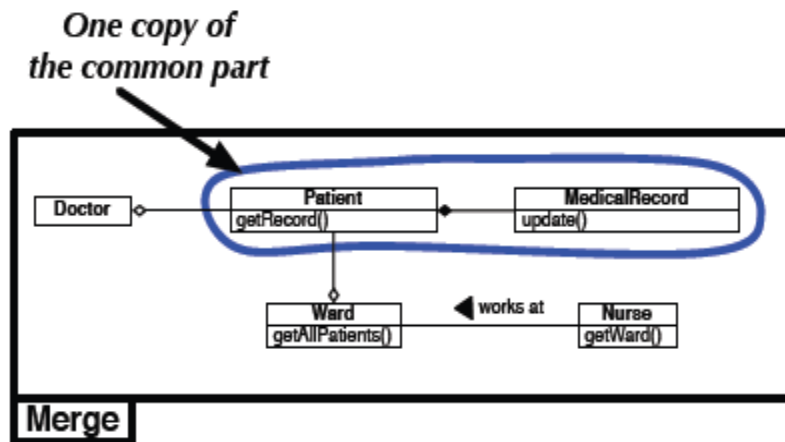 One copy of
the common part
Doctor
Patient
getRecord()
MedicalRecord
update()
Ward
getAllPatients()
works at
Nurse
getWard()
Merge